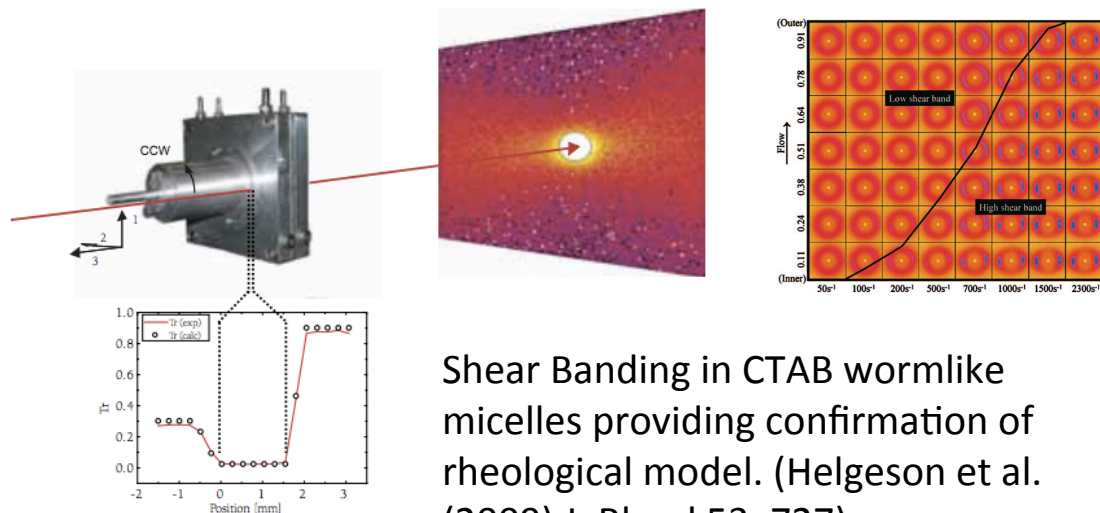 CCW
1
2
3
Tr (exp)
Tr (calc)
Tr
1.0
0.8
0.6
0.4
0.2
0.0
-2 -1 0 1 2 3
Position [mm]
(Outer)
0.91
0.78
0.64
0.51
0.38
0.24
0.11
(Inner)
Flow
Low shear band
High shear band
50s⁻¹ 100s⁻¹ 200s⁻¹ 500s⁻¹ 700s⁻¹ 1000s⁻¹ 1500s⁻¹ 2300s⁻¹
Shear Banding in CTAB wormlike
micelles providing confirmation of
rheological model. (Helgeson et al.